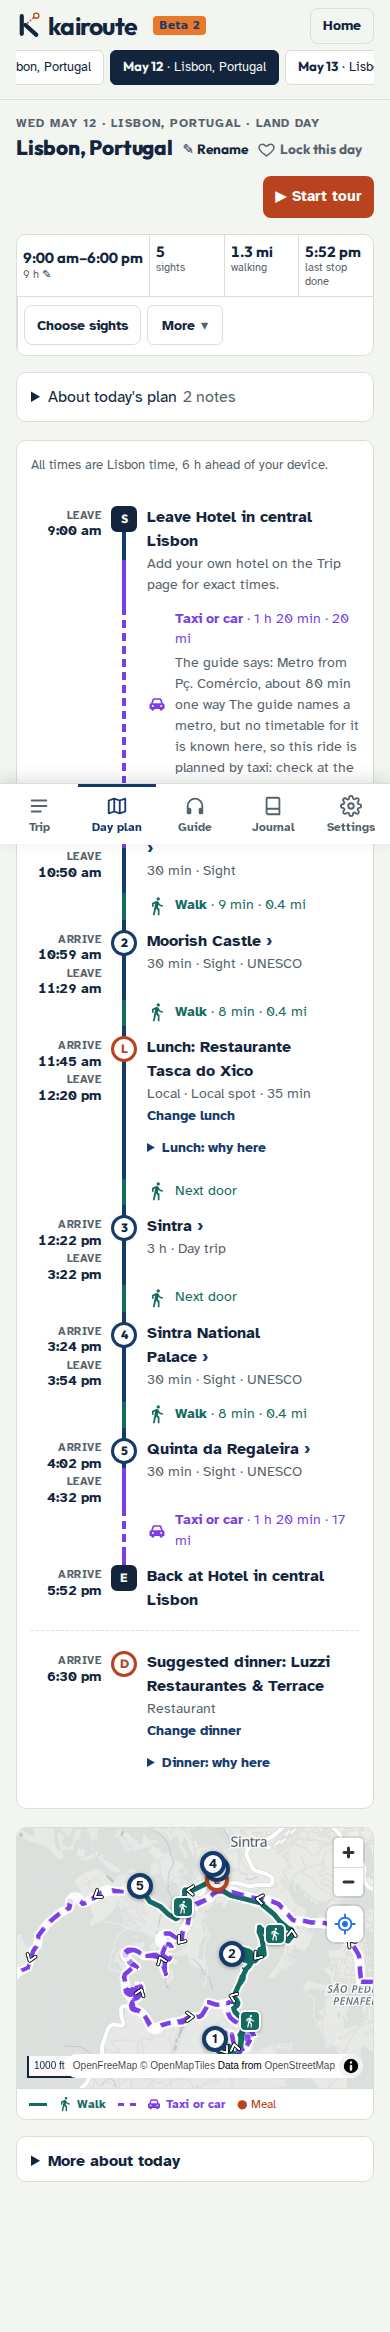 kairoute Beta 2 Home
bon, Portugal May 12 · Lisbon, Portugal May 13 · Lisb
WED MAY 12 · LISBON, PORTUGAL · LAND DAY
Lisbon, Portugal ✎ Rename Lock this day
▶ Start tour
9:00 am–6:00 pm
9 h ✎
5
sights
1.3 mi
walking
5:52 pm
last stop
done
Choose sights More ▾
▶ About today's plan 2 notes
All times are Lisbon time, 6 h ahead of your device.
LEAVE
9:00 am
S
Leave Hotel in central
Lisbon
Add your own hotel on the Trip
page for exact times.
Taxi or car · 1 h 20 min · 20
mi
The guide says: Metro from
Pç. Comércio, about 80 min
one way The guide names a
metro, but no timetable for it
is known here, so this ride is
planned by taxi: check at the
Trip Day plan Guide Journal Settings
LEAVE
10:50 am
›
30 min · Sight
Walk · 9 min · 0.4 mi
ARRIVE
10:59 am
LEAVE
11:29 am
2
Moorish Castle ›
30 min · Sight · UNESCO
Walk · 8 min · 0.4 mi
ARRIVE
11:45 am
LEAVE
12:20 pm
L
Lunch: Restaurante
Tasca do Xico
Local · Local spot · 35 min
Change lunch
▶ Lunch: why here
Next door
ARRIVE
12:22 pm
LEAVE
3:22 pm
3
Sintra ›
3 h · Day trip
Next door
ARRIVE
3:24 pm
LEAVE
3:54 pm
4
Sintra National
Palace ›
30 min · Sight · UNESCO
Walk · 8 min · 0.4 mi
ARRIVE
4:02 pm
LEAVE
4:32 pm
5
Quinta da Regaleira ›
30 min · Sight · UNESCO
Taxi or car · 1 h 20 min · 17
mi
ARRIVE
5:52 pm
E
Back at Hotel in central
Lisbon
ARRIVE
6:30 pm
D
Suggested dinner: Luzzi
Restaurantes & Terrace
Restaurant
Change dinner
▶ Dinner: why here
Sintra
+
−
4
5
2
SÃO PED
PENAFE
1
1000 ft OpenFreeMap © OpenMapTiles Data from OpenStreetMap
Walk Taxi or car Meal
▶ More about today